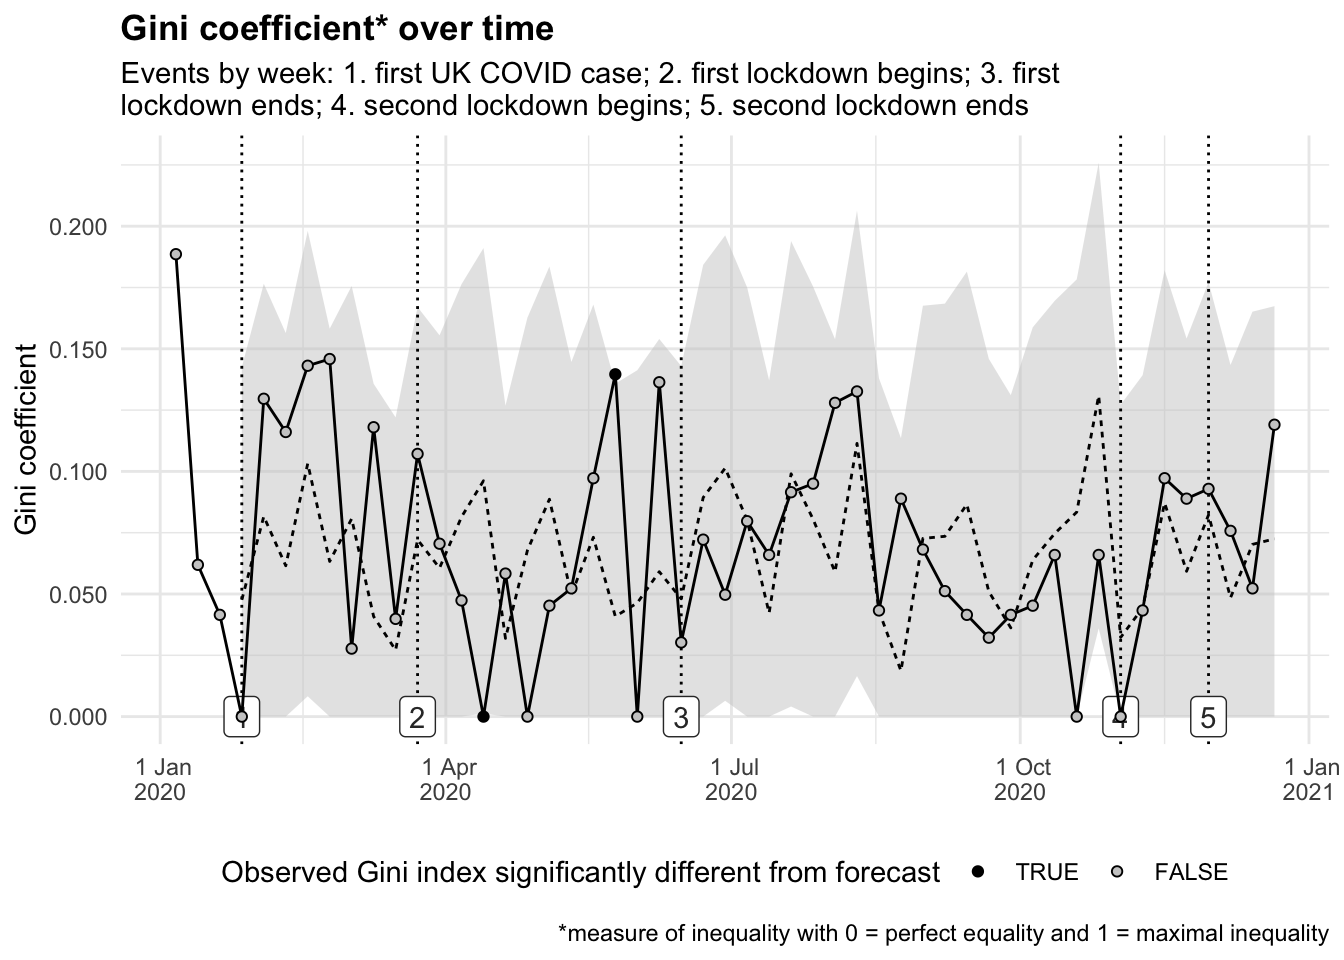 Gini coefficient* over time
Events by week: 1. first UK COVID case; 2. first lockdown begins; 3. first
lockdown ends; 4. second lockdown begins; 5. second lockdown ends
Gini coefficient
0.200
0.150
0.100
0.050
0.000
1
2
3
4
5
1 Jan
2020
1 Apr
2020
1 Jul
2020
1 Oct
2020
1 Jan
2021
Observed Gini index significantly different from forecast
TRUE
FALSE
*measure of inequality with 0 = perfect equality and 1 = maximal inequality